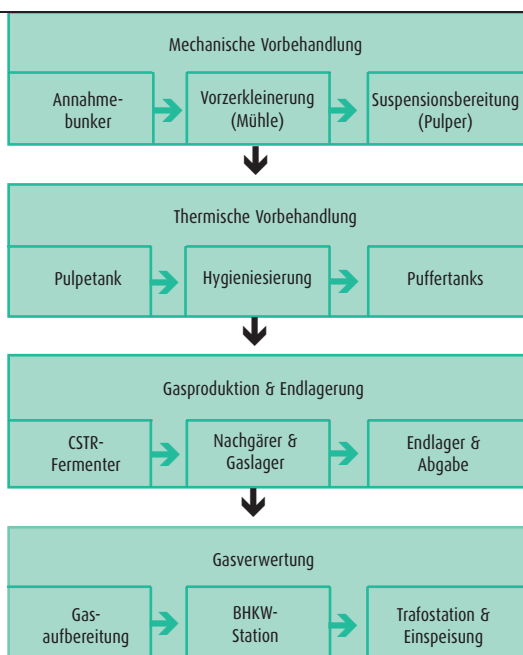 Mechanische Vorbehandlung
Annahme-
bunker
Vorzerkleinerung
(Mühle)
Suspensionsbereitung
(Pulper)
Thermische Vorbehandlung
Pulpetank
Hygieniesierung
Puffertanks
Gasproduktion & Endlagerung
CSTR-
Fermenter
Nachgärer &
Gaslager
Endlager &
Abgabe
Gasverwertung
Gas-
aufbereitung
BHKW-
Station
Trafostation &
Einspeisung